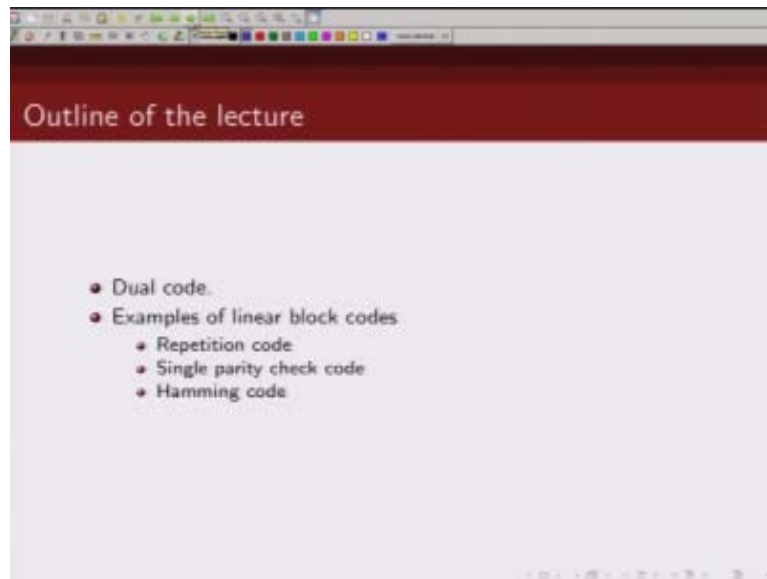 Outline of the lecture
Dual code.
Examples of linear block codes
Repetition code
Single parity check code
Hamming code